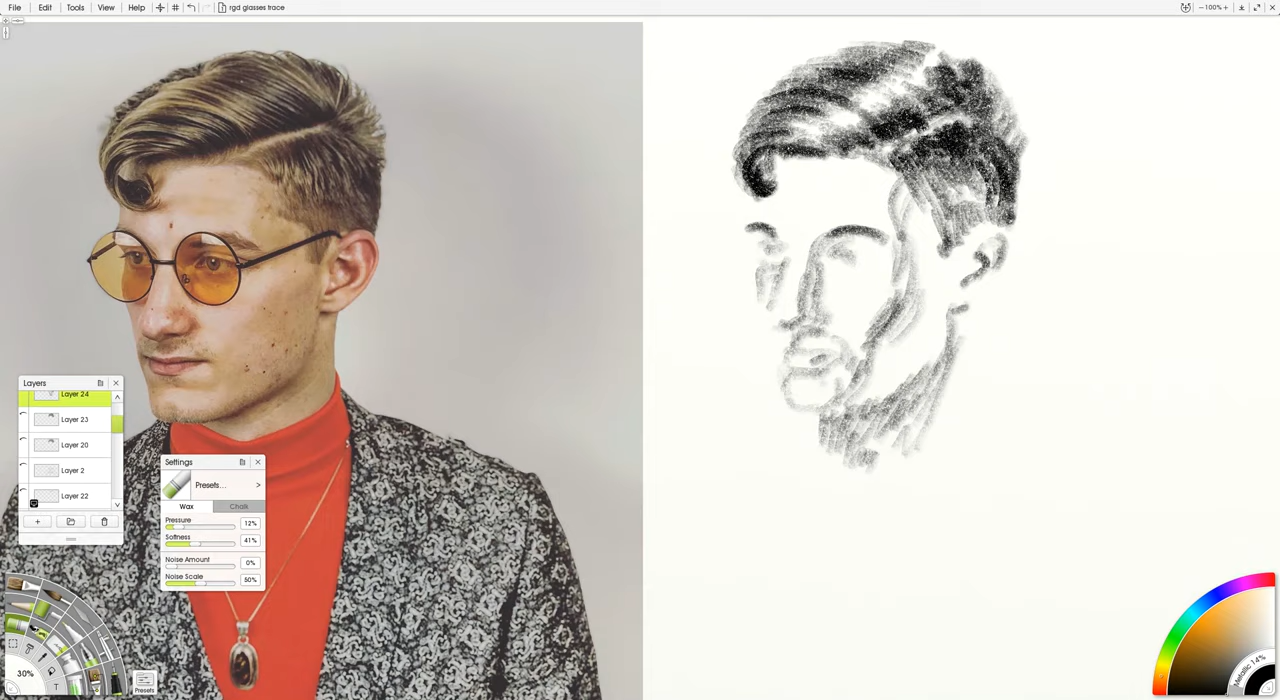 File Edit Tools View Help rgd glasses trace
−100%+
Layers
Layer 24
Layer 23
Layer 20
Layer 2
Layer 22
Settings
Presets... >
Wax Chalk
Pressure 12%
Softness 41%
Noise Amount 0%
Noise Scale 50%
30%
T
Presets
Metallic 14%